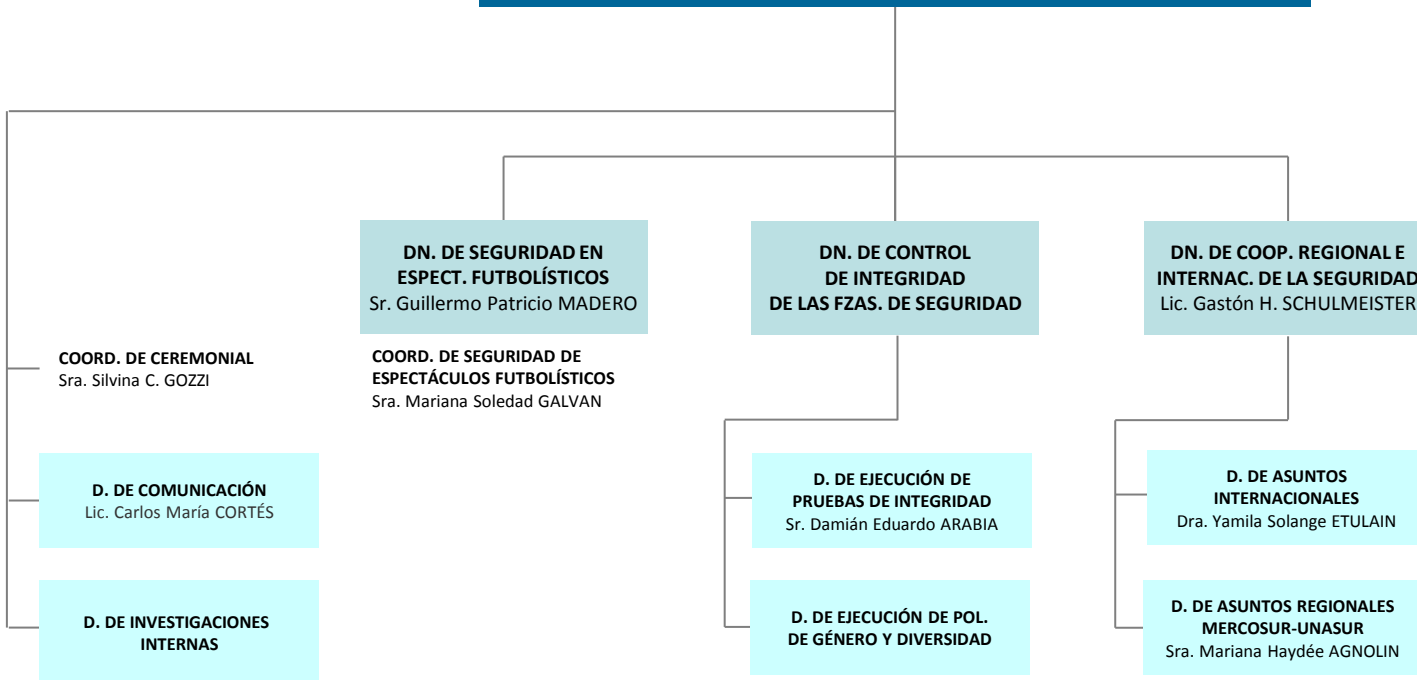 DN. DE SEGURIDAD EN
ESPECT. FUTBOLÍSTICOS
Sr. Guillermo Patricio MADERO
DN. DE CONTROL
DE INTEGRIDAD
DE LAS FZAS. DE SEGURIDAD
DN. DE COOP. REGIONAL E
INTERNAC. DE LA SEGURIDAD
Lic. Gastón H. SCHULMEISTER
COORD. DE CEREMONIAL
Sra. Silvina C. GOZZI
COORD. DE SEGURIDAD DE
ESPECTÁCULOS FUTBOLÍSTICOS
Sra. Mariana Soledad GALVAN
D. DE COMUNICACIÓN
Lic. Carlos María CORTÉS
D. DE EJECUCIÓN DE
PRUEBAS DE INTEGRIDAD
Sr. Damián Eduardo ARABIA
D. DE ASUNTOS
INTERNACIONALES
Dra. Yamila Solange ETULAIN
D. DE INVESTIGACIONES
INTERNAS
D. DE EJECUCIÓN DE POL.
DE GÉNERO Y DIVERSIDAD
D. DE ASUNTOS REGIONALES
MERCOSUR-UNASUR
Sra. Mariana Haydée AGNOLIN